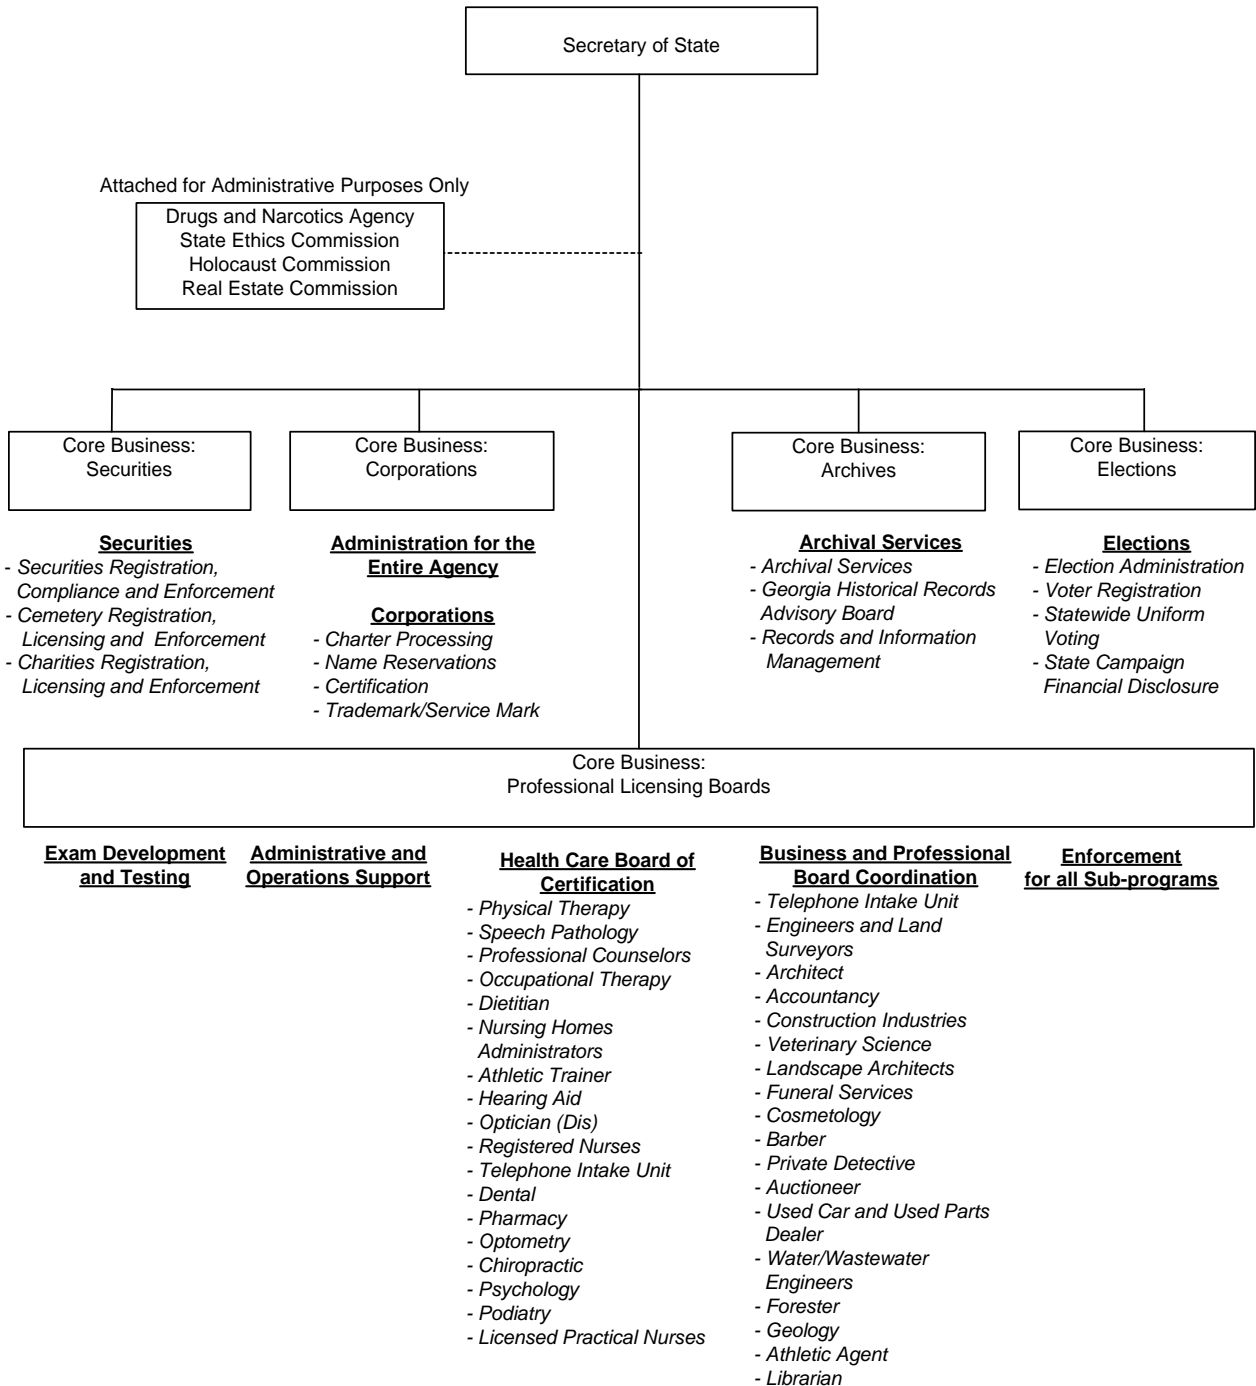 Secretary of State
Attached for Administrative Purposes Only
Drugs and Narcotics Agency
State Ethics Commission
Holocaust Commission
Real Estate Commission
Core Business:
Securities
Core Business:
Corporations
Core Business:
Archives
Core Business:
Elections
Securities
- Securities Registration,
Compliance and Enforcement
- Cemetery Registration,
Licensing and Enforcement
- Charities Registration,
Licensing and Enforcement
Administration for the
Entire Agency
Corporations
- Charter Processing
- Name Reservations
- Certification
- Trademark/Service Mark
Archival Services
- Archival Services
- Georgia Historical Records
Advisory Board
- Records and Information
Management
Elections
- Election Administration
- Voter Registration
- Statewide Uniform
Voting
- State Campaign
Financial Disclosure
Core Business:
Professional Licensing Boards
Exam Development
and Testing
Administrative and
Operations Support
Health Care Board of
Certification
- Physical Therapy
- Speech Pathology
- Professional Counselors
- Occupational Therapy
- Dietitian
- Nursing Homes
Administrators
- Athletic Trainer
- Hearing Aid
- Optician (Dis)
- Registered Nurses
- Telephone Intake Unit
- Dental
- Pharmacy
- Optometry
- Chiropractic
- Psychology
- Podiatry
- Licensed Practical Nurses
Business and Professional
Board Coordination
- Telephone Intake Unit
- Engineers and Land
Surveyors
- Architect
- Accountancy
- Construction Industries
- Veterinary Science
- Landscape Architects
- Funeral Services
- Cosmetology
- Barber
- Private Detective
- Auctioneer
- Used Car and Used Parts
Dealer
- Water/Wastewater
Engineers
- Forester
- Geology
- Athletic Agent
- Librarian
Enforcement
for all Sub-programs